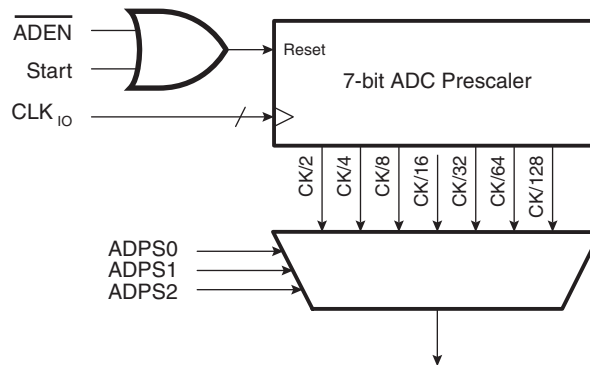 A̅D̅E̅N̅
Start
CLK IO
Reset
7-bit ADC Prescaler
CK/2
CK/4
CK/8
CK/16
CK/32
CK/64
CK/128
ADPS0
ADPS1
ADPS2